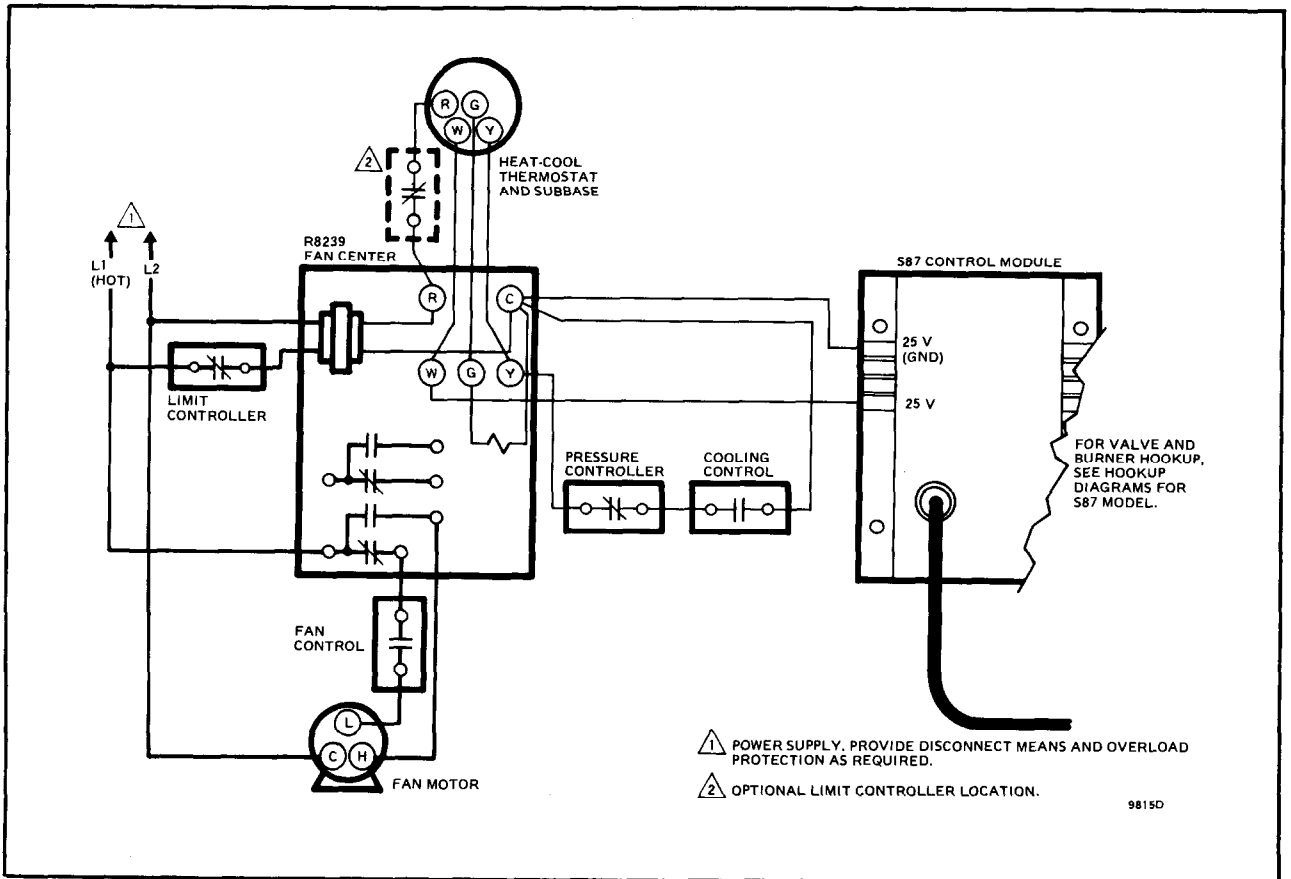 R G
W Y
HEAT-COOL
THERMOSTAT
AND SUBBASE
2
1
L1
(HOT)
L2
R8239
FAN CENTER
R
C
W G Y
LIMIT
CONTROLLER
S87 CONTROL MODULE
25 V
(GND)
25 V
PRESSURE
CONTROLLER
COOLING
CONTROL
FOR VALVE AND
BURNER HOOKUP,
SEE HOOKUP
DIAGRAMS FOR
S87 MODEL.
FAN
CONTROL
L
C H
FAN MOTOR
1 POWER SUPPLY. PROVIDE DISCONNECT MEANS AND OVERLOAD
PROTECTION AS REQUIRED.
2 OPTIONAL LIMIT CONTROLLER LOCATION.
9815D